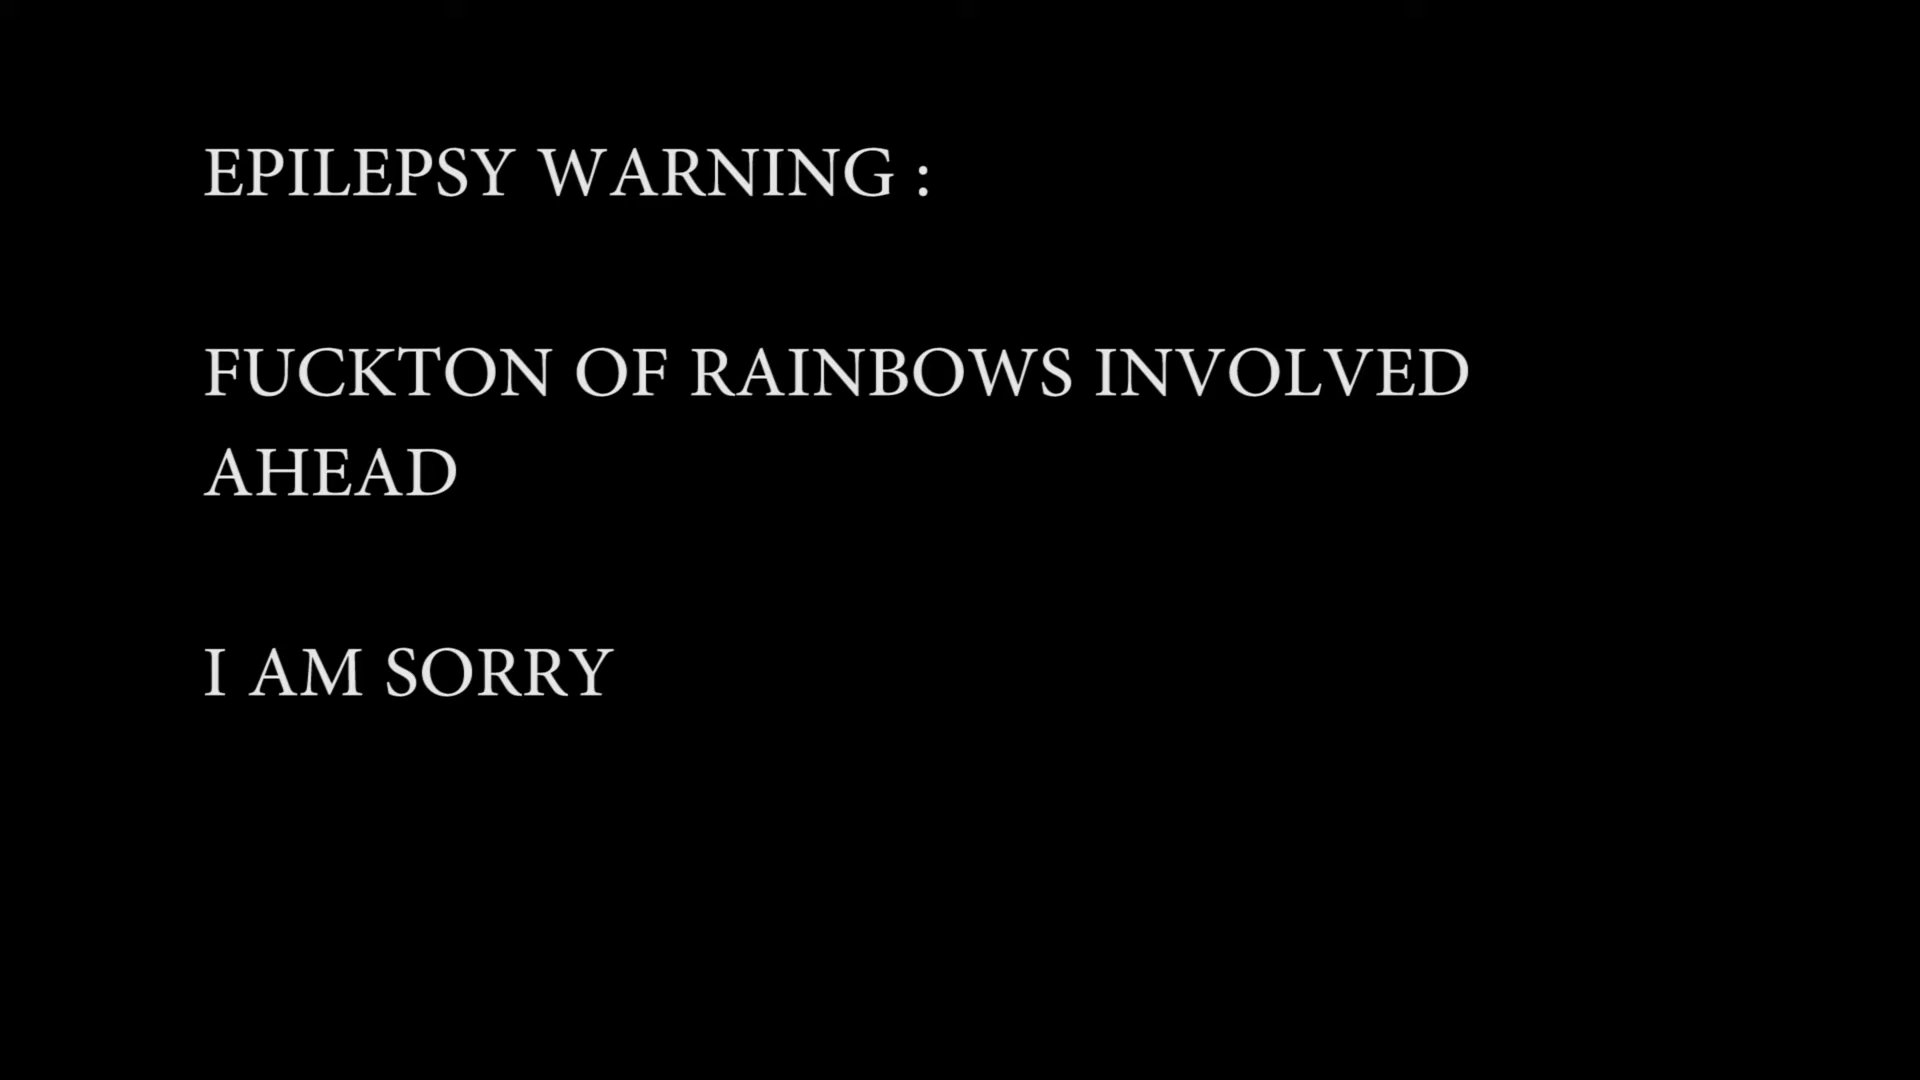 EPILEPSY WARNING :
FUCKTON OF RAINBOWS INVOLVED
AHEAD
I AM SORRY